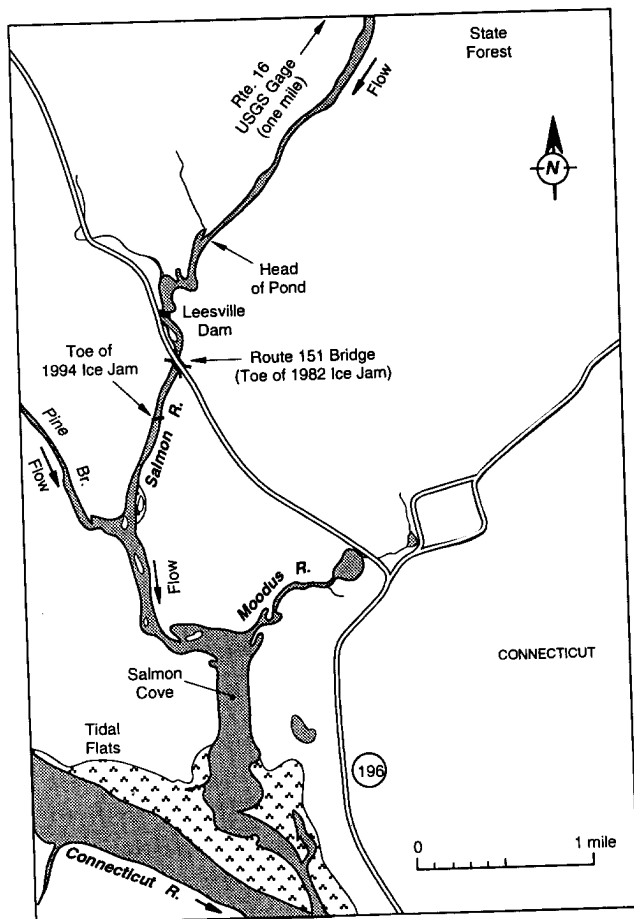 State
Forest
Rte. 16
USGS Gage
(one mile)
Flow
N
Head
of Pond
Leesville
Dam
Toe of
1994 Ice Jam
Route 151 Bridge
(Toe of 1982 Ice Jam)
Pine
Br.
Flow
Salmon
R.
Flow
Moodus
R.
CONNECTICUT
Salmon
Cove
Tidal
Flats
196
0
1 mile
Connecticut
R.